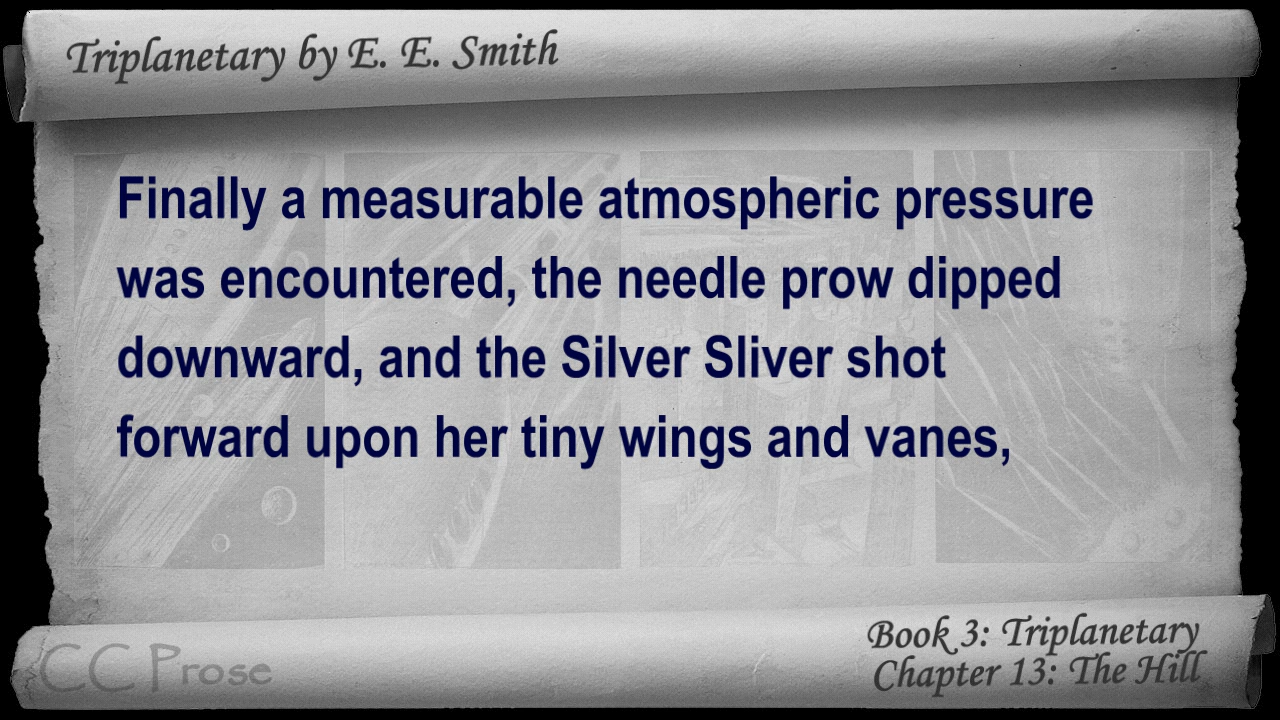 Triplanetary by E. E. Smith
Finally a measurable atmospheric pressure
was encountered, the needle prow dipped
downward, and the Silver Sliver shot
forward upon her tiny wings and vanes,
Book 3: Triplanetary
Chapter 13: The Hill
CC Prose